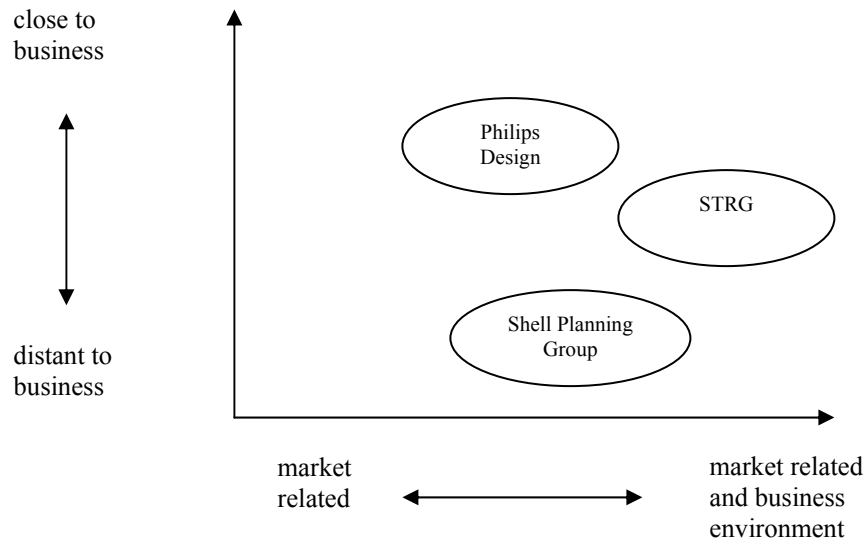 close to
business
Philips
Design
STRG
Shell Planning
Group
distant to
business
market
related
market related
and business
environment